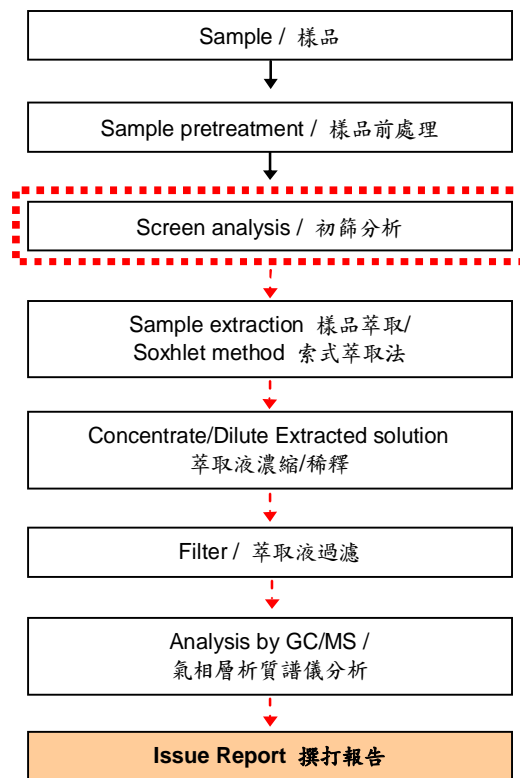 Sample / 樣品
Sample pretreatment / 樣品前處理
Screen analysis / 初篩分析
Sample extraction 樣品萃取/
Soxhlet method 索式萃取法
Concentrate/Dilute Extracted solution
萃取液濃縮/稀釋
Filter / 萃取液過濾
Analysis by GC/MS /
氣相層析質譜儀分析
Issue Report 撰打報告